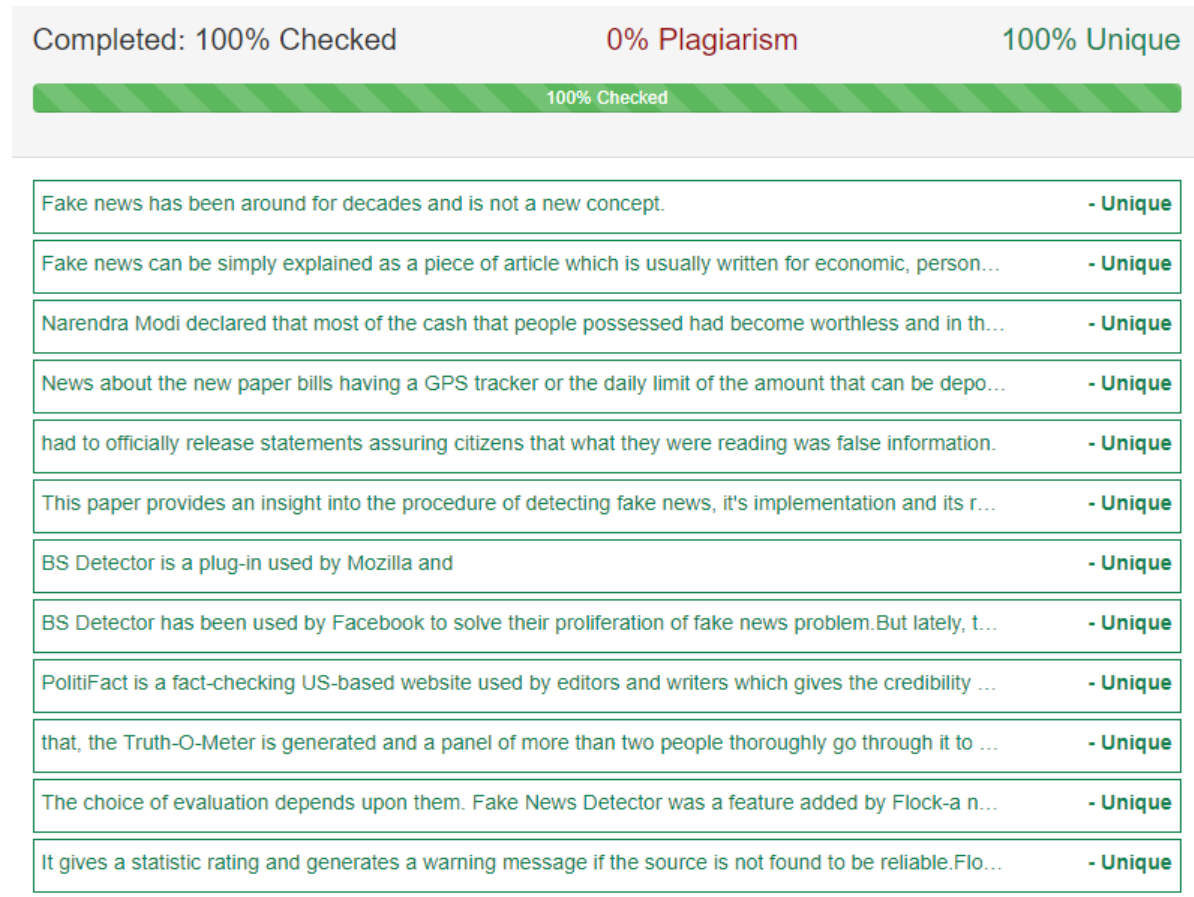 Completed: 100% Checked 0% Plagiarism 100% Unique
100% Checked
Fake news has been around for decades and is not a new concept. - Unique
Fake news can be simply explained as a piece of article which is usually written for economic, person... - Unique
Narendra Modi declared that most of the cash that people possessed had become worthless and in th... - Unique
News about the new paper bills having a GPS tracker or the daily limit of the amount that can be depo... - Unique
had to officially release statements assuring citizens that what they were reading was false information. - Unique
This paper provides an insight into the procedure of detecting fake news, it's implementation and its r... - Unique
BS Detector is a plug-in used by Mozilla and - Unique
BS Detector has been used by Facebook to solve their proliferation of fake news problem.But lately, t... - Unique
PolitiFact is a fact-checking US-based website used by editors and writers which gives the credibility ... - Unique
that, the Truth-O-Meter is generated and a panel of more than two people thoroughly go through it to ... - Unique
The choice of evaluation depends upon them. Fake News Detector was a feature added by Flock-a n... - Unique
It gives a statistic rating and generates a warning message if the source is not found to be reliable.Flo... - Unique